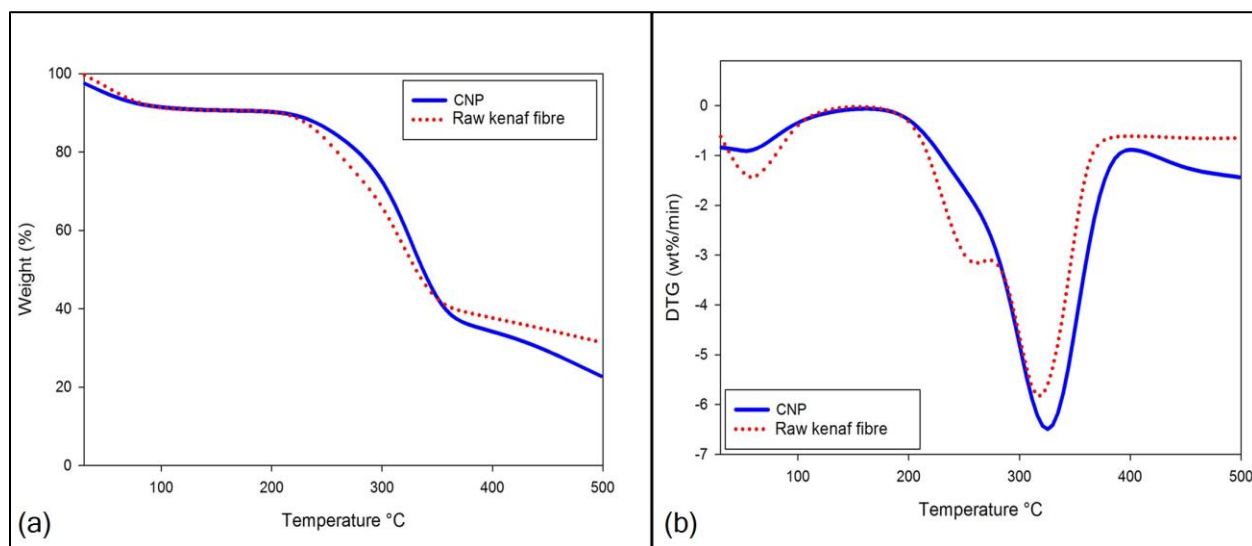 100
80
60
40
20
0
Weight (%)
CNP
Raw kenaf fibre
100 200 300 400 500
Temperature °C
(a)
0
-1
-2
-3
-4
-5
-6
-7
DTG (wt%/min)
CNP
Raw kenaf fibre
100 200 300 400 500
Temperature °C
(b)